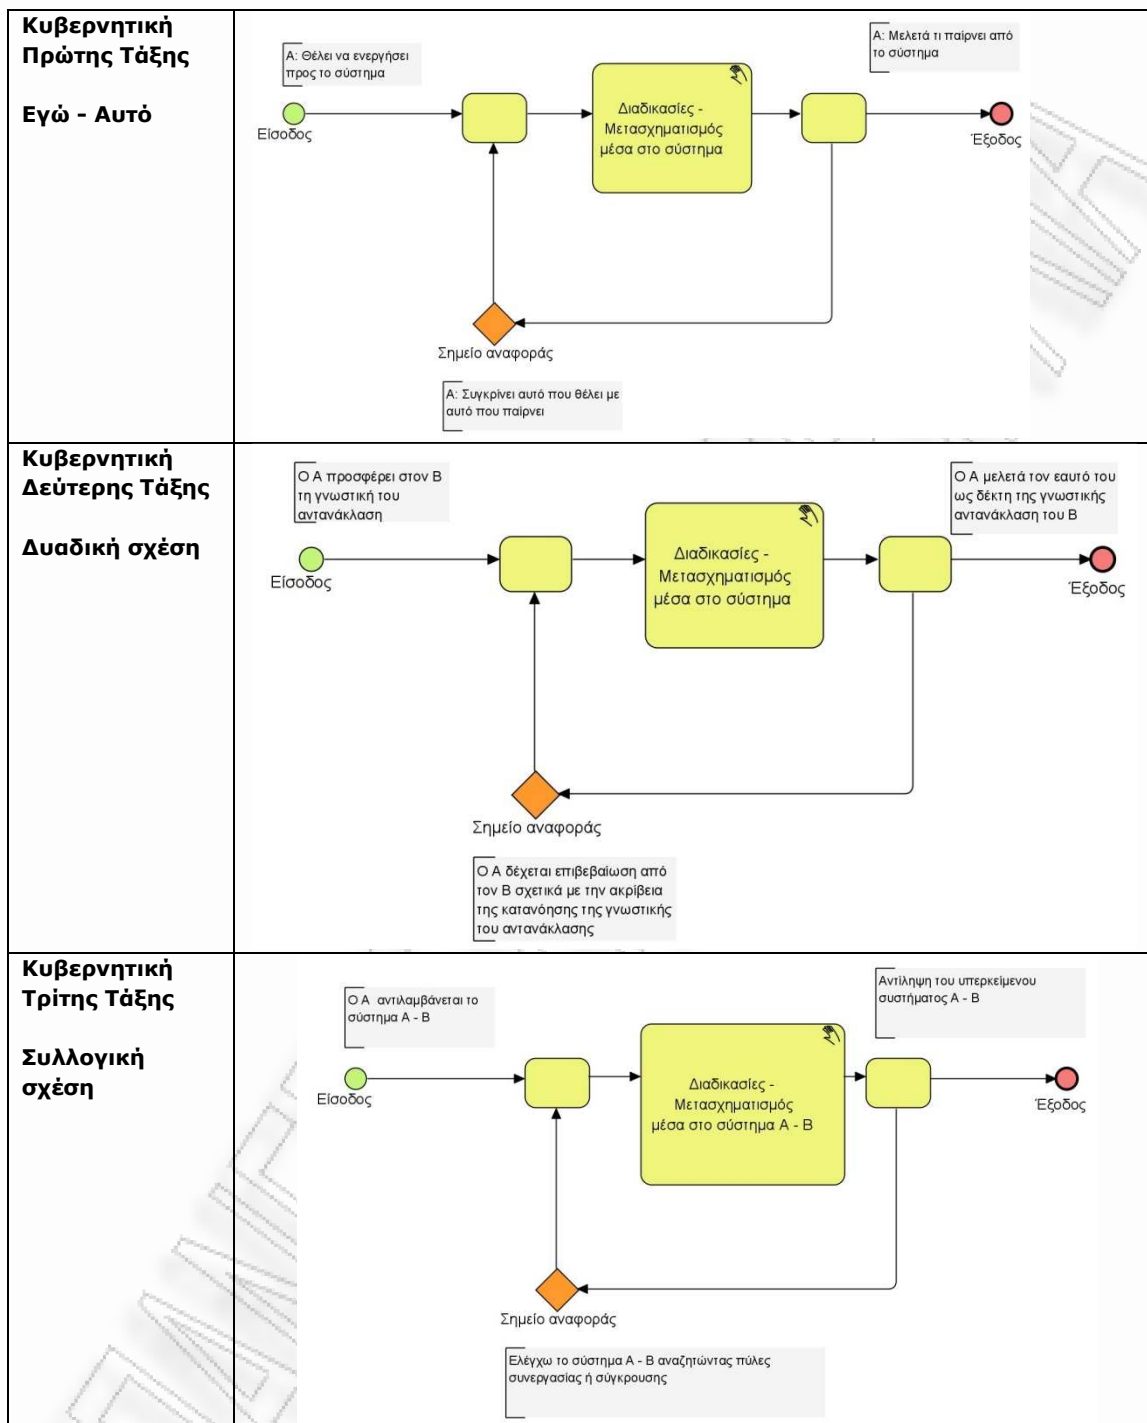 Κυβερνητική
Πρώτης Τάξης
Εγώ - Αυτό
Α: Θέλει να ενεργήσει
προς το σύστημα
Α: Μελετά τι παίρνει από
το σύστημα
Είσοδος
Διαδικασίες -
Μετασχηματισμός
μέσα στο σύστημα
Έξοδος
Σημείο αναφοράς
Α: Συγκρίνει αυτό που θέλει με
αυτό που παίρνει
Κυβερνητική
Δεύτερης Τάξης
Δυαδική σχέση
Ο Α προσφέρει στον Β
τη γνωστική του
αντανάκλαση
Ο Α μελετά τον εαυτό του
ως δέκτη της γνωστικής
αντανάκλαση του Β
Είσοδος
Διαδικασίες -
Μετασχηματισμός
μέσα στο σύστημα
Έξοδος
Σημείο αναφοράς
Ο Α δέχεται επιβεβαίωση από
τον Β σχετικά με την ακρίβεια
της κατανόησης της γνωστικής
του αντανάκλασης
Κυβερνητική
Τρίτης Τάξης
Συλλογική
σχέση
Ο Α αντιλαμβάνεται το
σύστημα Α - Β
Αντίληψη του υπερκείμενου
συστήματος Α - Β
Είσοδος
Διαδικασίες -
Μετασχηματισμός
μέσα στο σύστημα Α - Β
Έξοδος
Σημείο αναφοράς
Ελέγχω το σύστημα Α - Β αναζητώντας πύλες
συνεργασίας ή σύγκρουσης